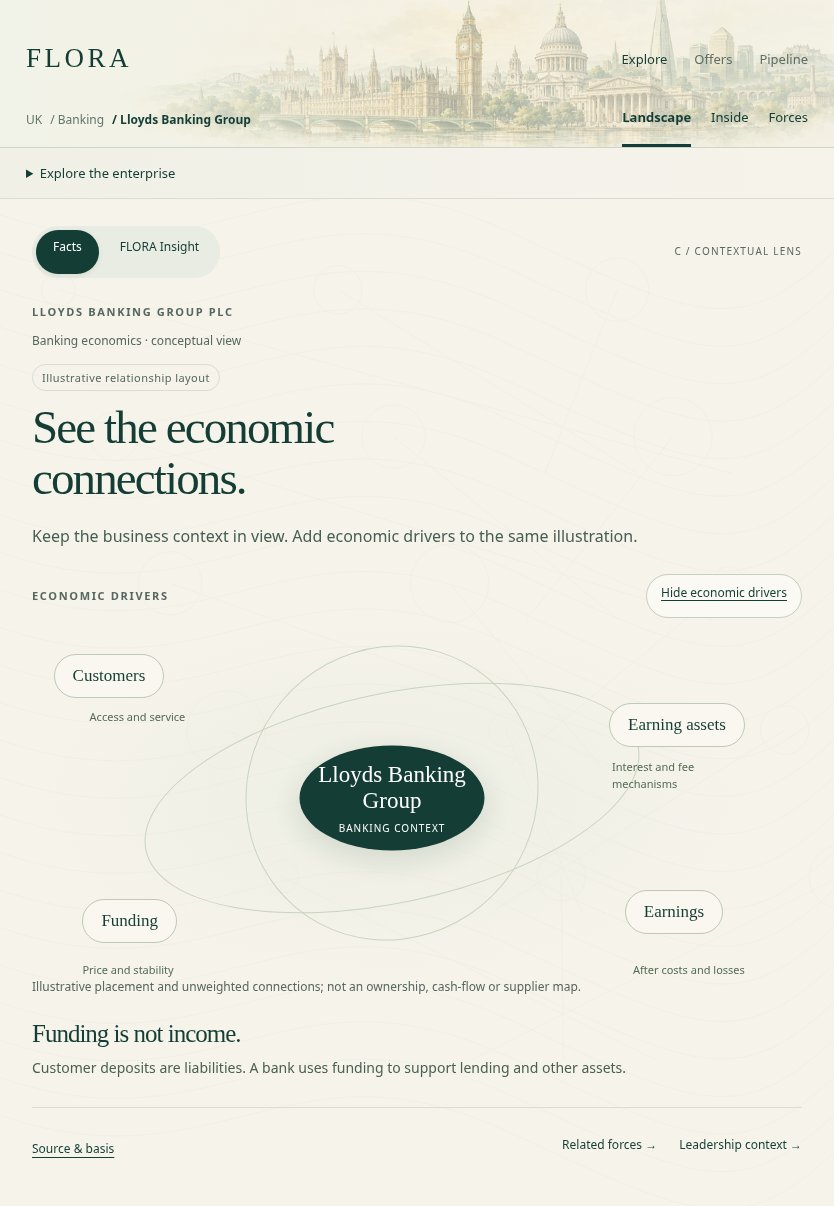 FLORA
Explore Offers Pipeline
UK / Banking / Lloyds Banking Group
Landscape Inside Forces
▶ Explore the enterprise
Facts FLORA Insight
C / CONTEXTUAL LENS
LLOYDS BANKING GROUP PLC
Banking economics · conceptual view
Illustrative relationship layout
See the economic
connections.
Keep the business context in view. Add economic drivers to the same illustration.
ECONOMIC DRIVERS
Hide economic drivers
Customers
Access and service
Earning assets
Interest and fee
mechanisms
Lloyds Banking
Group
BANKING CONTEXT
Funding
Price and stability
Earnings
After costs and losses
Illustrative placement and unweighted connections; not an ownership, cash-flow or supplier map.
Funding is not income.
Customer deposits are liabilities. A bank uses funding to support lending and other assets.
Source & basis
Related forces → Leadership context →